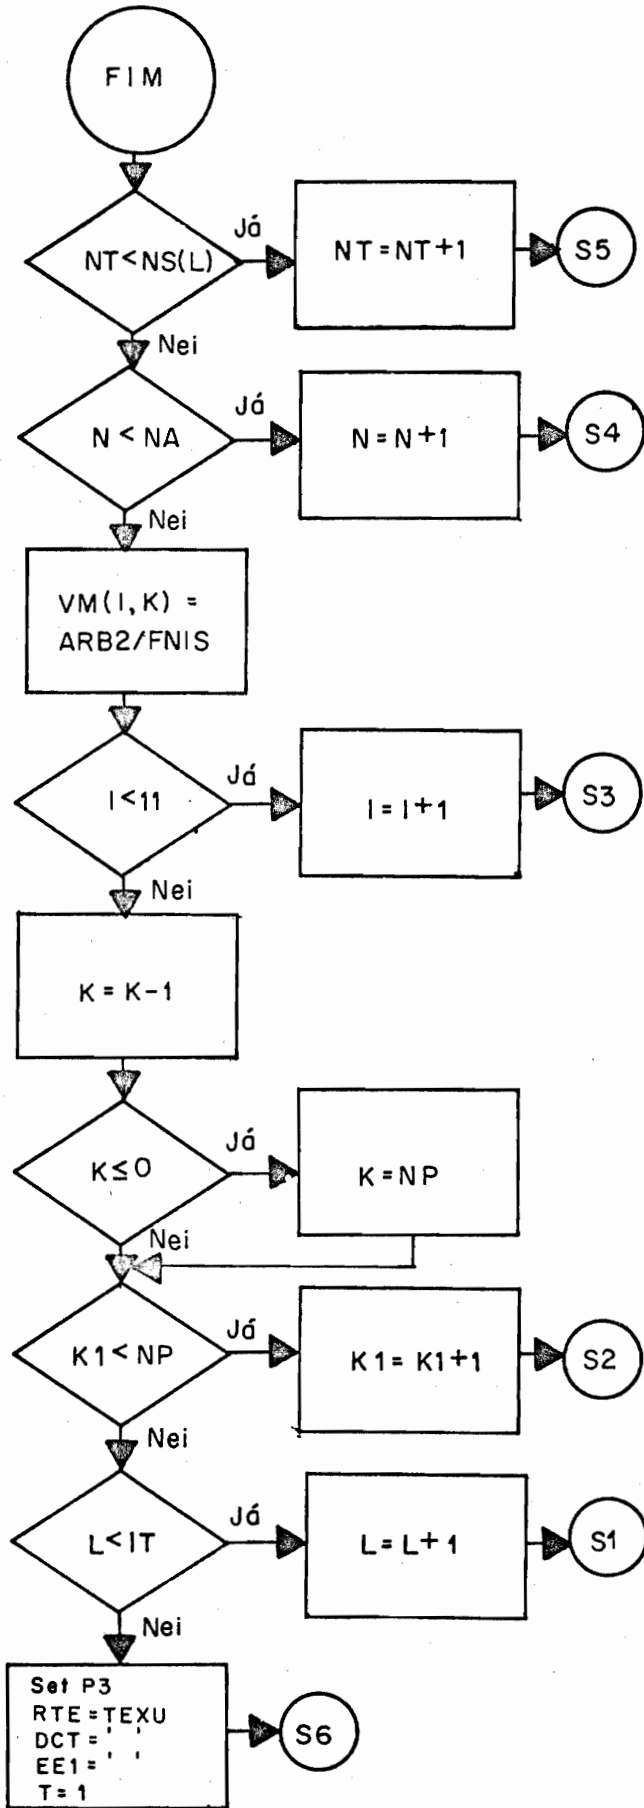 FIM
NT<NS(L)
Já
NT=NT+1
S5
Nei
N < NA
Já
N=N+1
S4
Nei
VM(I,K) =
ARB2/FNIS
I<11
Já
I=I+1
S3
Nei
K = K-1
K≤0
Já
K=NP
Nei
K1< NP
Já
K1= K1+1
S2
Nei
L<IT
Já
L=L+1
S1
Nei
Set P3
RTE=TEXU
DCT=' '
EE1=' '
T=1
S6